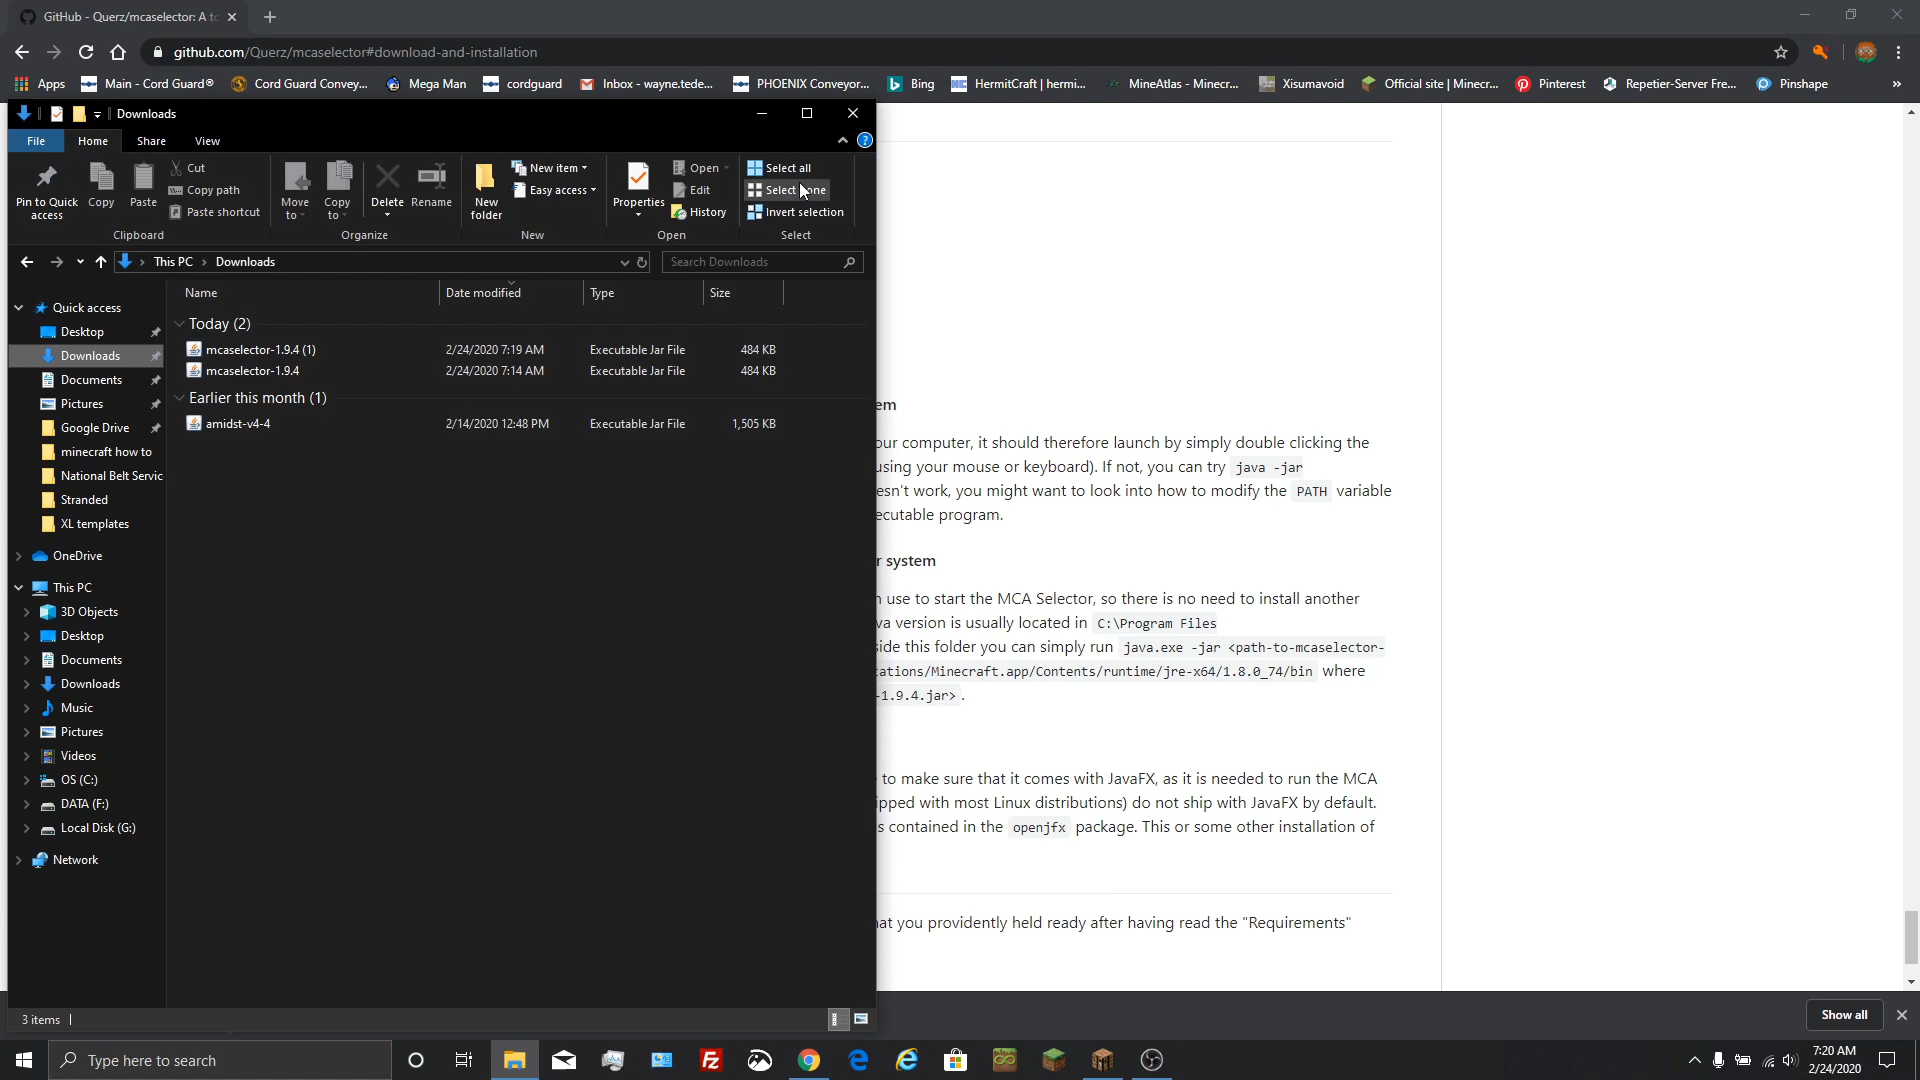 GitHub - Querz/mcaselector: A to
github.com/Querz/mcaselector#download-and-installation
Apps
Main - Cord Guard®
Cord Guard Convey...
Mega Man
cordguard
Inbox - wayne.tede...
PHOENIX Conveyor...
Bing
HermitCraft | hermi...
MineAtlas - Minecr...
Xisumavoid
Official site | Minecr...
Pinterest
Repetier-Server Fre...
Pinshape
»
Downloads
File
Home
Share
View
Pin to Quick access
Copy
Paste
Cut
Copy path
Paste shortcut
Clipboard
Move to
Copy to
Delete
Rename
Organize
New folder
New item
Easy access
New
Properties
Open
Edit
History
Open
Select all
Select none
Invert selection
Select
This PC > Downloads
Search Downloads
Name
Date modified
Type
Size
Today (2)
mcaselector-1.9.4 (1) 2/24/2020 7:19 AM Executable Jar File 484 KB
mcaselector-1.9.4 2/24/2020 7:14 AM Executable Jar File 484 KB
Earlier this month (1)
amidst-v4-4 2/14/2020 12:48 PM Executable Jar File 1,505 KB
Quick access
Desktop
Downloads
Documents
Pictures
Google Drive
minecraft how to
National Belt Servic
Stranded
XL templates
OneDrive
This PC
3D Objects
Desktop
Documents
Downloads
Music
Pictures
Videos
OS (C:)
DATA (F:)
Local Disk (G:)
Network
3 items
em
our computer, it should therefore launch by simply double clicking the
using your mouse or keyboard). If not, you can try java -jar
esn't work, you might want to look into how to modify the PATH variable
ecutable program.
r system
n use to start the MCA Selector, so there is no need to install another
va version is usually located in C:\Program Files
side this folder you can simply run java.exe -jar <path-to-mcaselector-
cations/Minecraft.app/Contents/runtime/jre-x64/1.8.0_74/bin where
-1.9.4.jar>.
to make sure that it comes with JavaFX, as it is needed to run the MCA
ipped with most Linux distributions) do not ship with JavaFX by default.
s contained in the openjfx package. This or some other installation of
hat you providently held ready after having read the "Requirements"
Show all
Type here to search
7:20 AM
2/24/2020